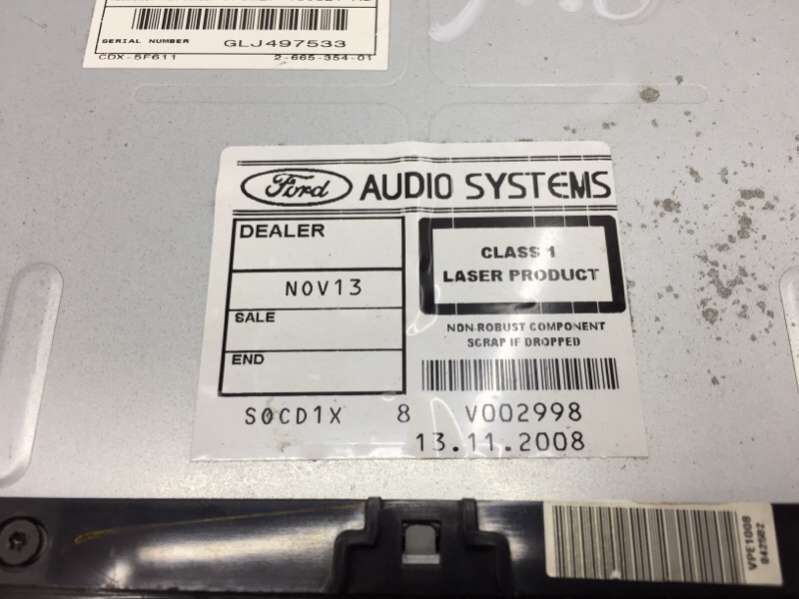 SERIAL NUMBER GLJ497533
CDX-5F611 2-665-354-01
Ford AUDIO SYSTEMS
DEALER
NOV13
SALE
END
CLASS 1
LASER PRODUCT
NON-ROBUST COMPONENT
SCRAP IF DROPPED
S0CD1X 8 V002998
13.11.2008
VPE1008